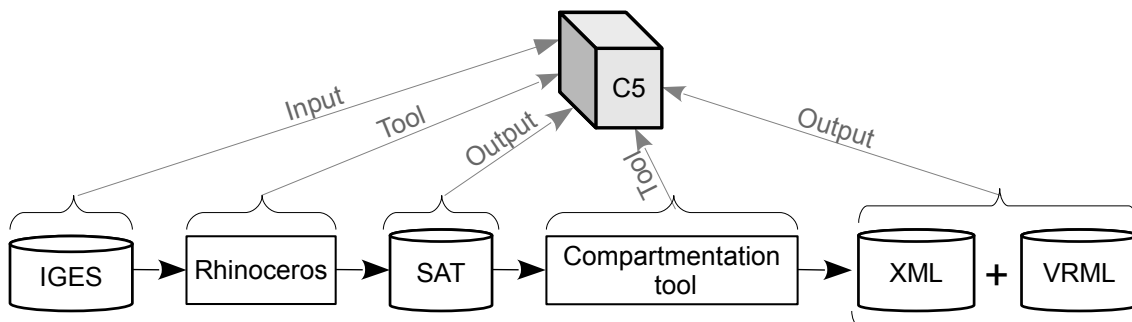 C5
Input
Tool
Output
Tool
Output
IGES
Rhinoceros
SAT
Compartmentation
tool
XML
+
VRML